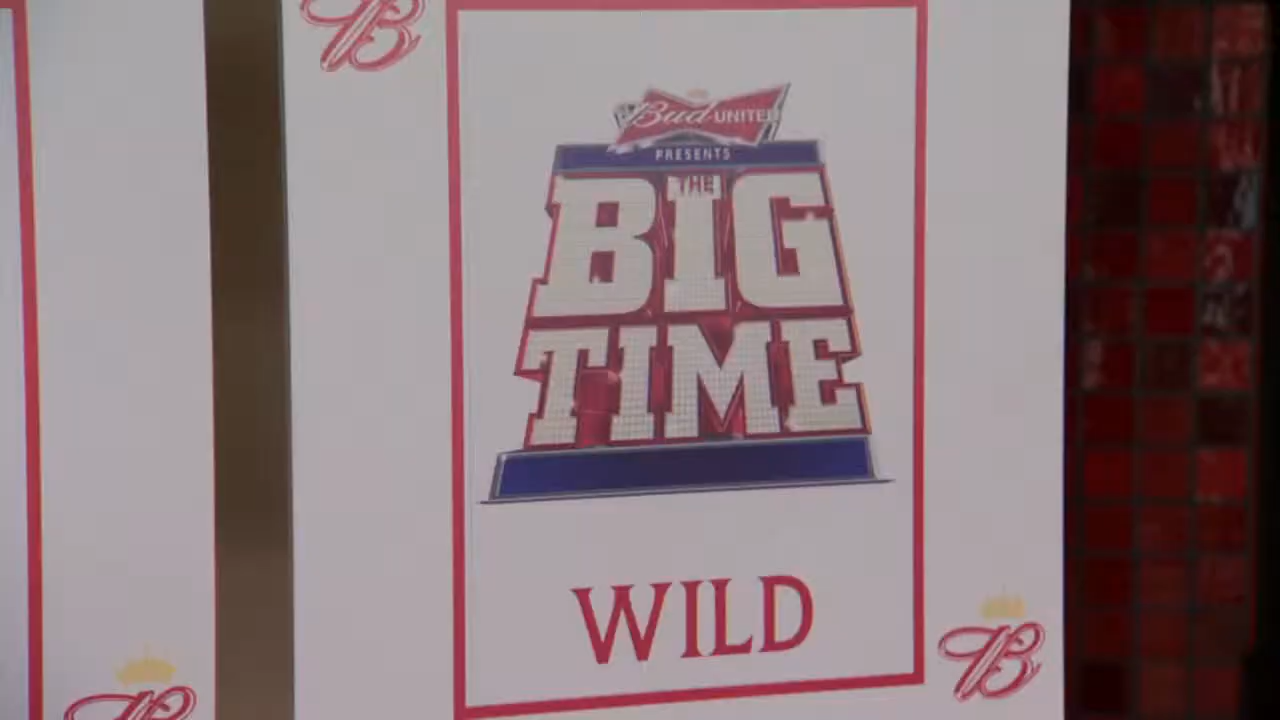 B
Bud UNITED
PRESENTS
THE
BIG
TIME
WILD
B
B